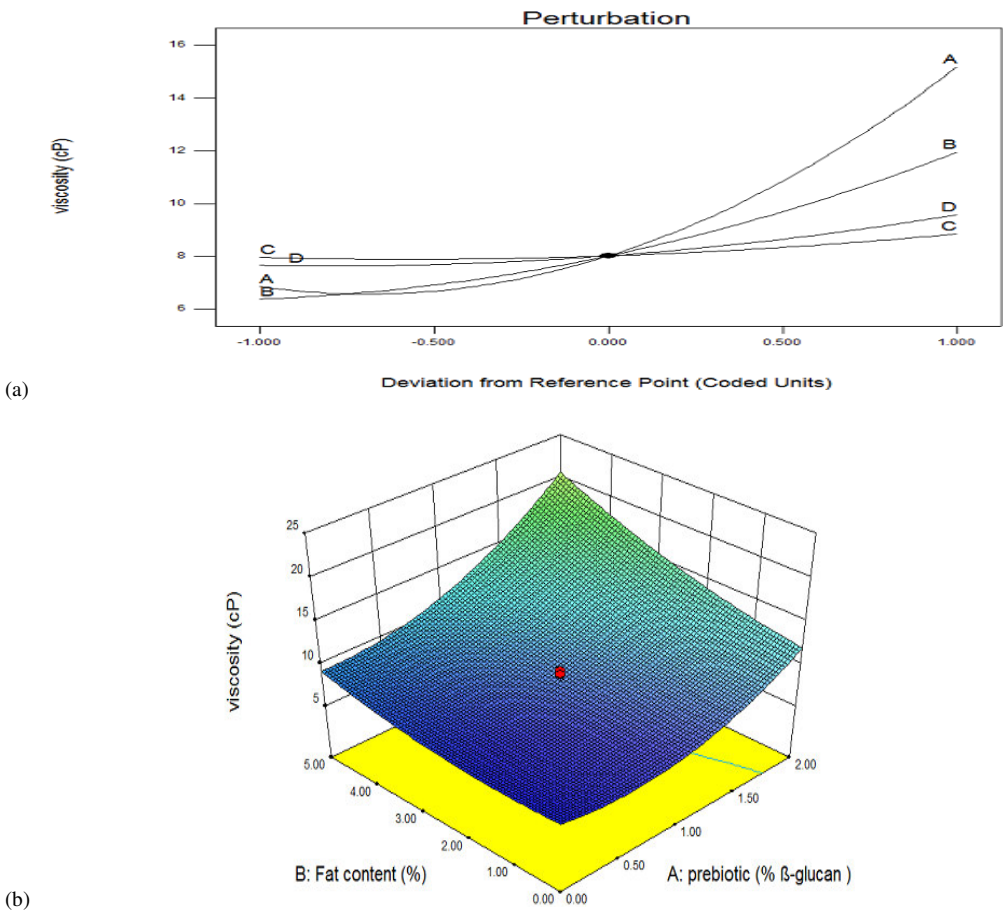 Perturbation
16
14
12
10
8
6
viscosity (cP)
A
B
D
C
C
D
A
B
-1.000 -0.500 0.000 0.500 1.000
Deviation from Reference Point (Coded Units)
(a)
25
20
15
10
5
viscosity (cP)
5.00
4.00
3.00
2.00
1.00
0.00
0.00
0.50
1.00
1.50
2.00
B: Fat content (%)
A: prebiotic (% ß-glucan )
(b)